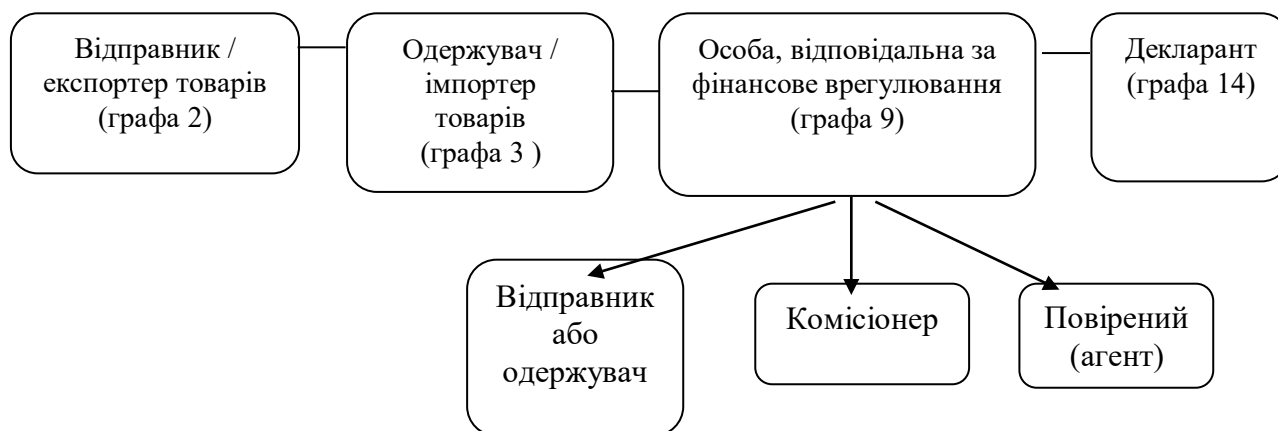 Відправник /
експортер товарів
(графа 2)
Одержувач /
імпортер
товарів
(графа 3 )
Особа, відповідальна за
фінансове врегулювання
(графа 9)
Декларант
(графа 14)
Відправник
або
одержувач
Комісіонер
Повірений
(агент)